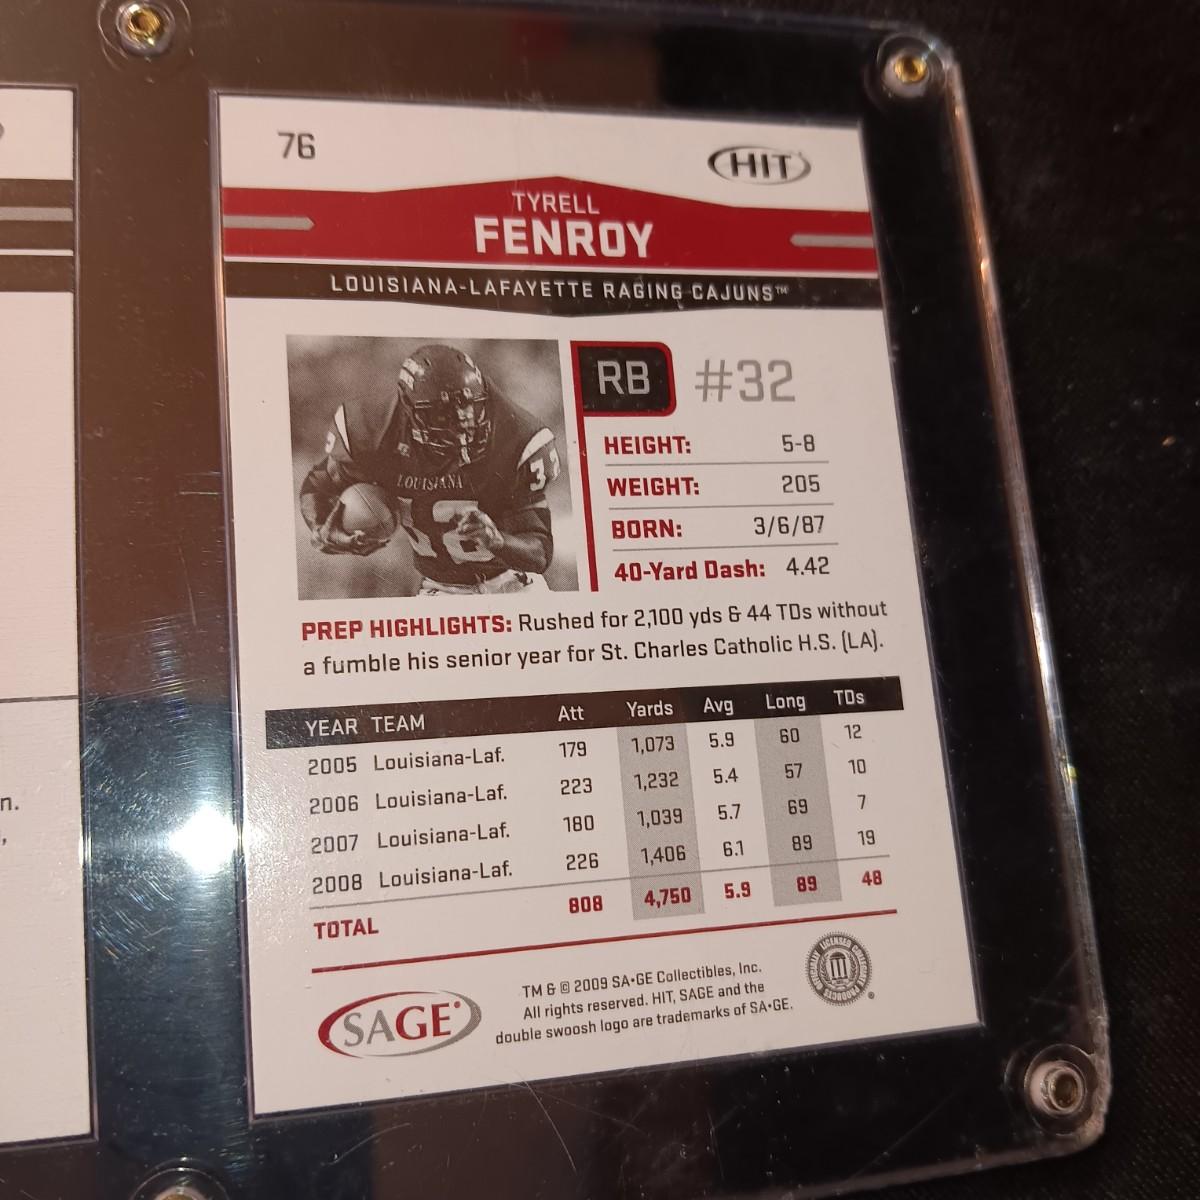 76
HIT
TYRELL
FENROY
LOUISIANA-LAFAYETTE RAGING CAJUNS™
RB #32
LOUISIANA
32
HEIGHT: 5-8
WEIGHT: 205
BORN: 3/6/87
40-Yard Dash: 4.42
PREP HIGHLIGHTS: Rushed for 2,100 yds & 44 TDs without
a fumble his senior year for St. Charles Catholic H.S. (LA).
YEAR TEAM Att Yards Avg Long TDs
2005 Louisiana-Laf. 179 1,073 5.9 60 12
2006 Louisiana-Laf. 223 1,232 5.4 57 10
2007 Louisiana-Laf. 180 1,039 5.7 69 7
2008 Louisiana-Laf. 226 1,406 6.1 89 19
TOTAL 808 4,750 5.9 89 48
SAGE®
TM & © 2009 SA•GE Collectibles, Inc.
All rights reserved. HIT, SAGE and the
double swoosh logo are trademarks of SA•GE.
OFFICIALLY LICENSED COLLEGIATE PRODUCTS
n.